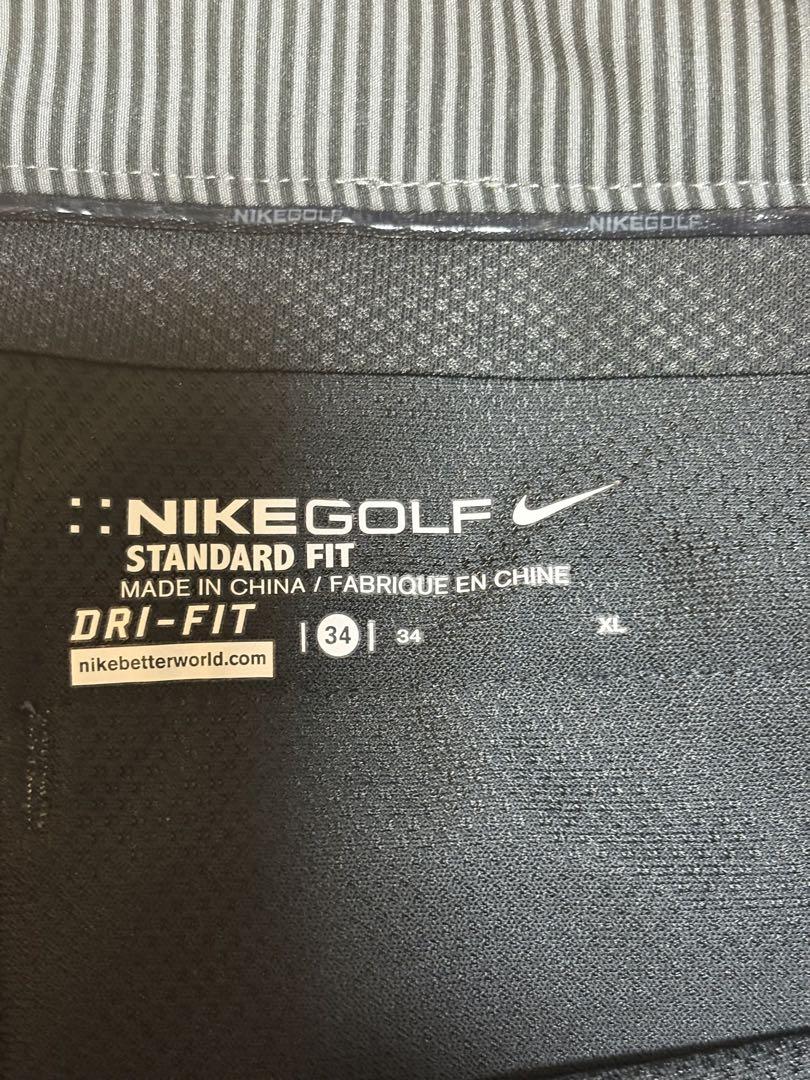 NIKEGOLF NIKEGOLF
NIKEGOLF
STANDARD FIT
MADE IN CHINA / FABRIQUE EN CHINE
DRI-FIT | 34 | 34 XL
nikebetterworld.com